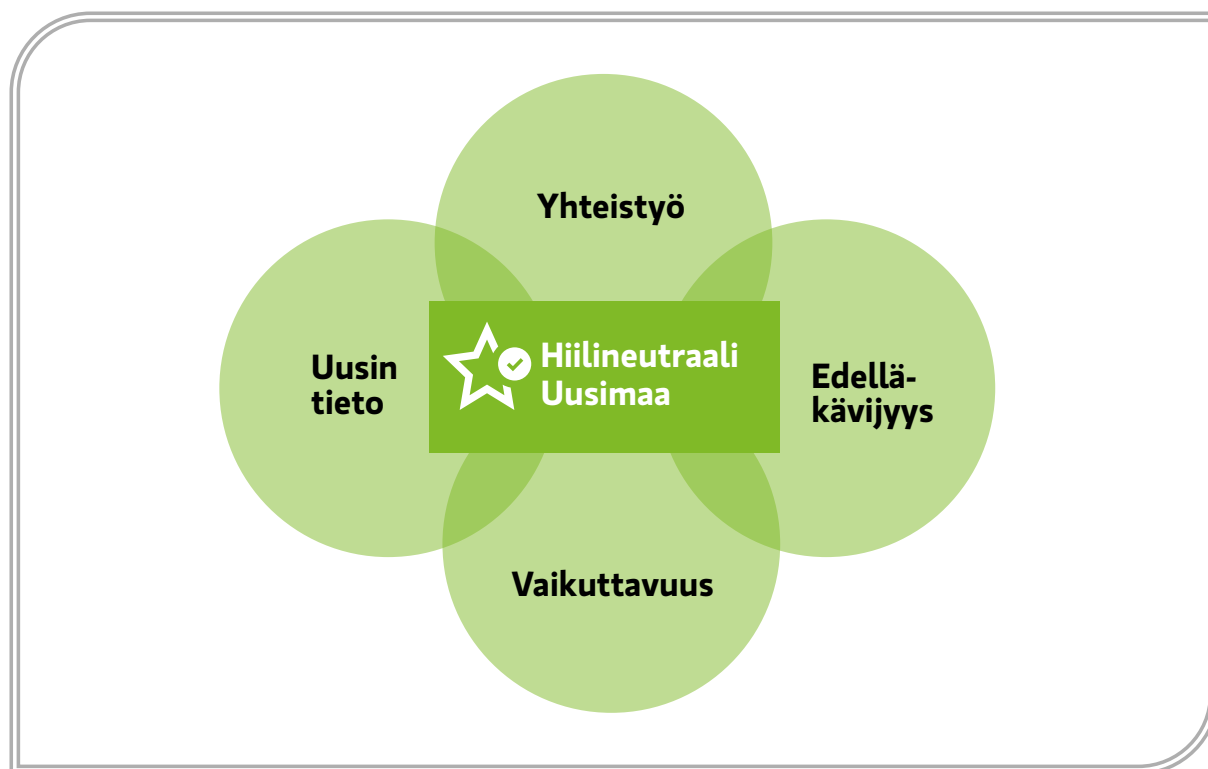 Yhteistyö
Uusin
tieto
Hiilineutraali
Uusimaa
Edellä-
kävijyys
Vaikuttavuus